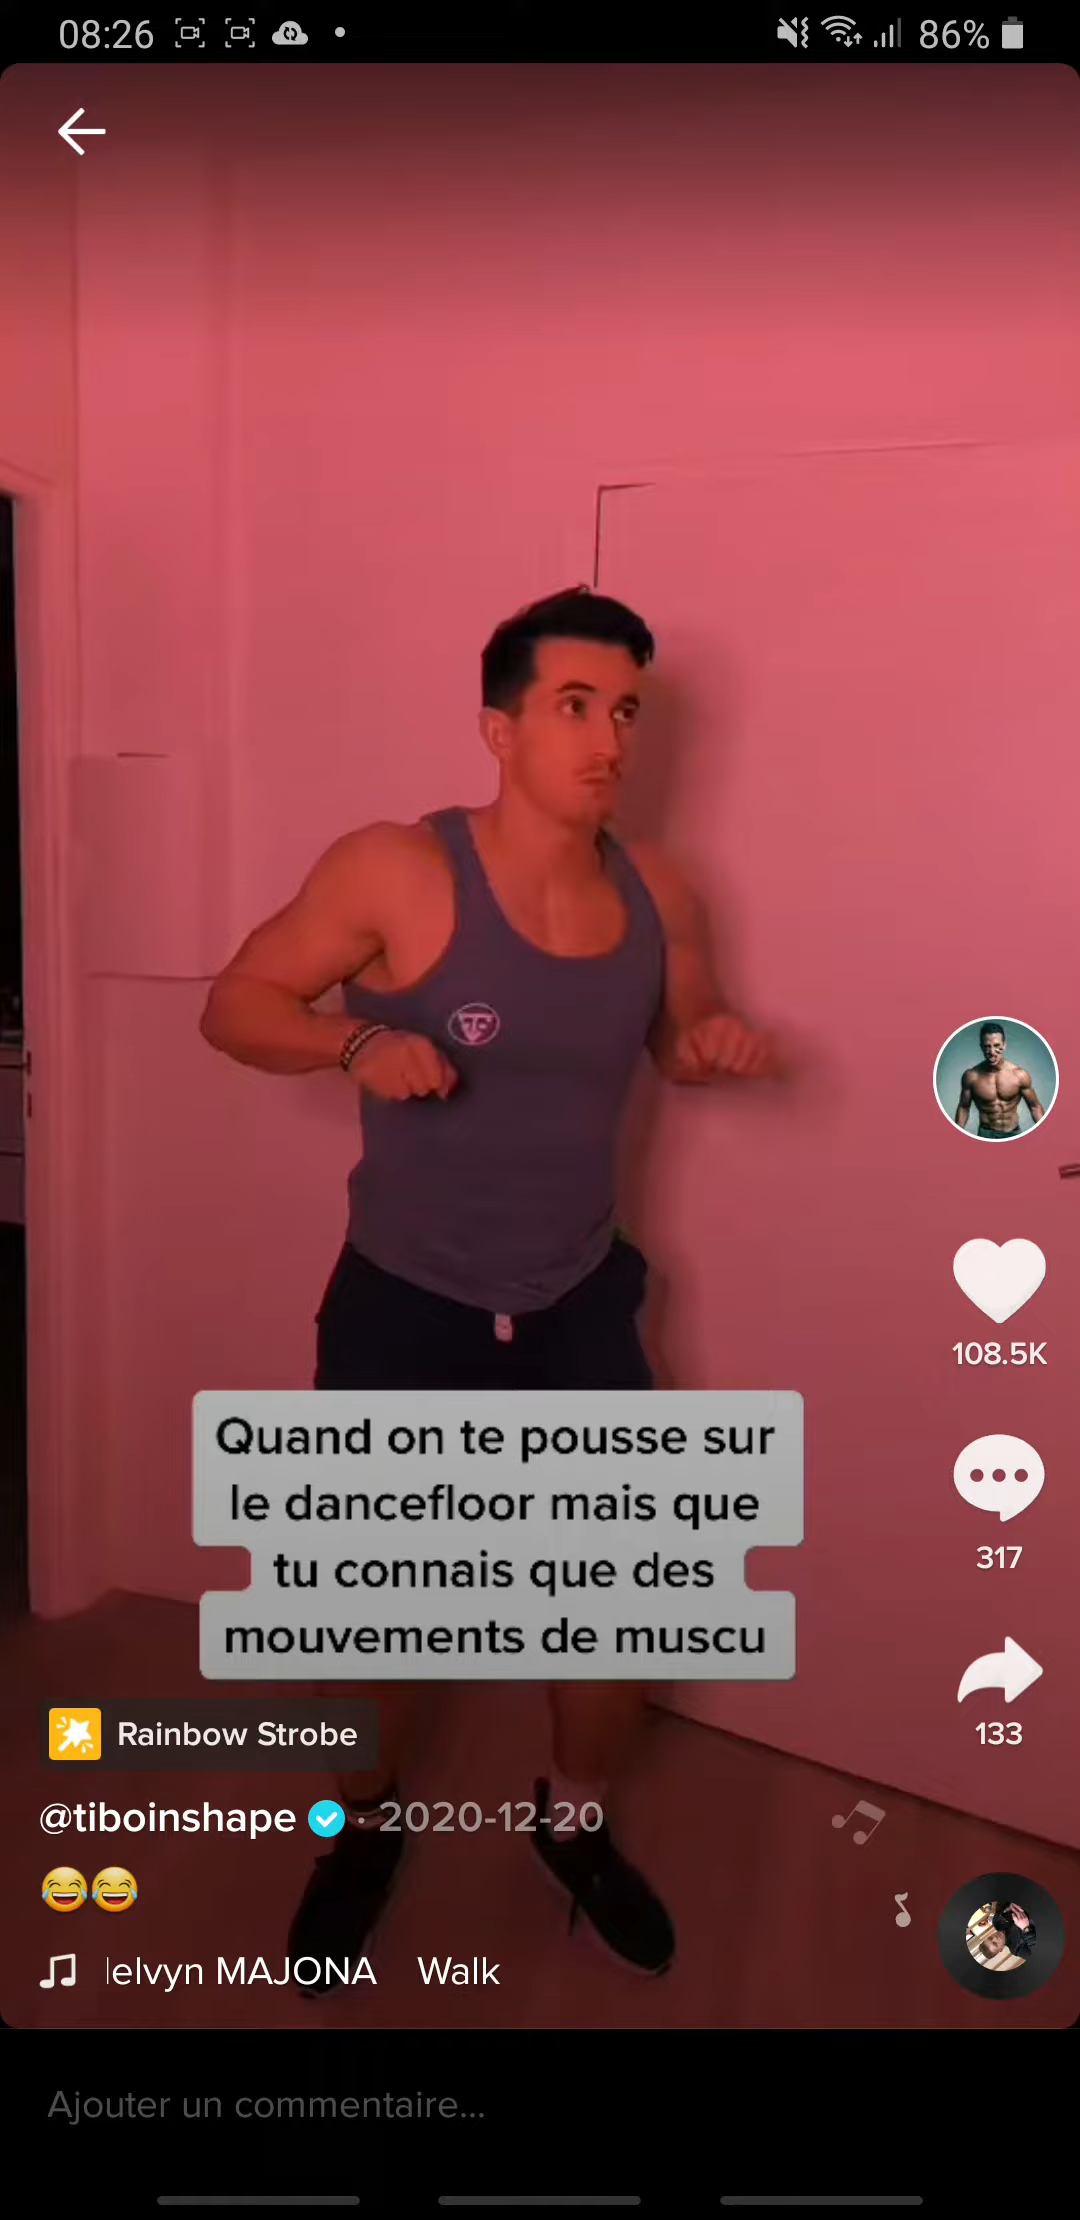 08:26
86%
Quand on te pousse sur
le dancefloor mais que
tu connais que des
mouvements de muscu
108.5K
317
133
Rainbow Strobe
@tiboinshape · 2020-12-20
😂😂
elvyn MAJONA Walk
Ajouter un commentaire...